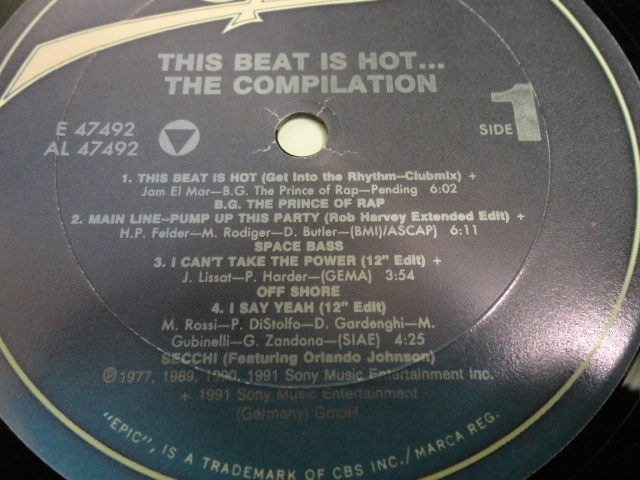 THIS BEAT IS HOT...
THE COMPILATION
E 47492
AL 47492
SIDE 1
1. THIS BEAT IS HOT (Get Into the Rhythm--Clubmix) +
Jam El Mar—B.G. The Prince of Rap—Pending 6:02
B.G. THE PRINCE OF RAP
2. MAIN LINE--PUMP UP THIS PARTY (Rob Harvey Extended Edit) +
H.P. Felder—M. Rodiger—D. Butler—(BMI)/ASCAP) 6:11
SPACE BASS
3. I CAN'T TAKE THE POWER (12" Edit) +
J. Lissat—P. Harder—(GEMA) 3:54
OFF SHORE
4. I SAY YEAH (12" Edit)
M. Rossi—P. DiStolfo—D. Gardenghi—M.
Gubinelli—G. Zandona—(SIAE) 4:25
SECCHI (Featuring Orlando Johnson)
℗ 1977, 1989, 1990, 1991 Sony Music Entertainment Inc.
+ 1991 Sony Music Entertainment
(Germany) GmbH
"EPIC", IS A TRADEMARK OF CBS INC./MARCA REG.